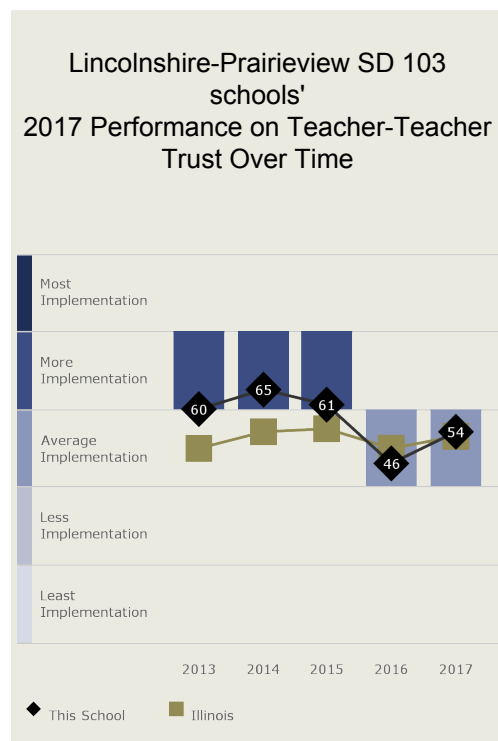 Lincolnshire-Prairieview SD 103
schools'
2017 Performance on Teacher-Teacher
Trust Over Time
Most
Implementation
More
Implementation
60
65
61
Average
Implementation
46
54
Less
Implementation
Least
Implementation
2013 2014 2015 2016 2017
This School Illinois